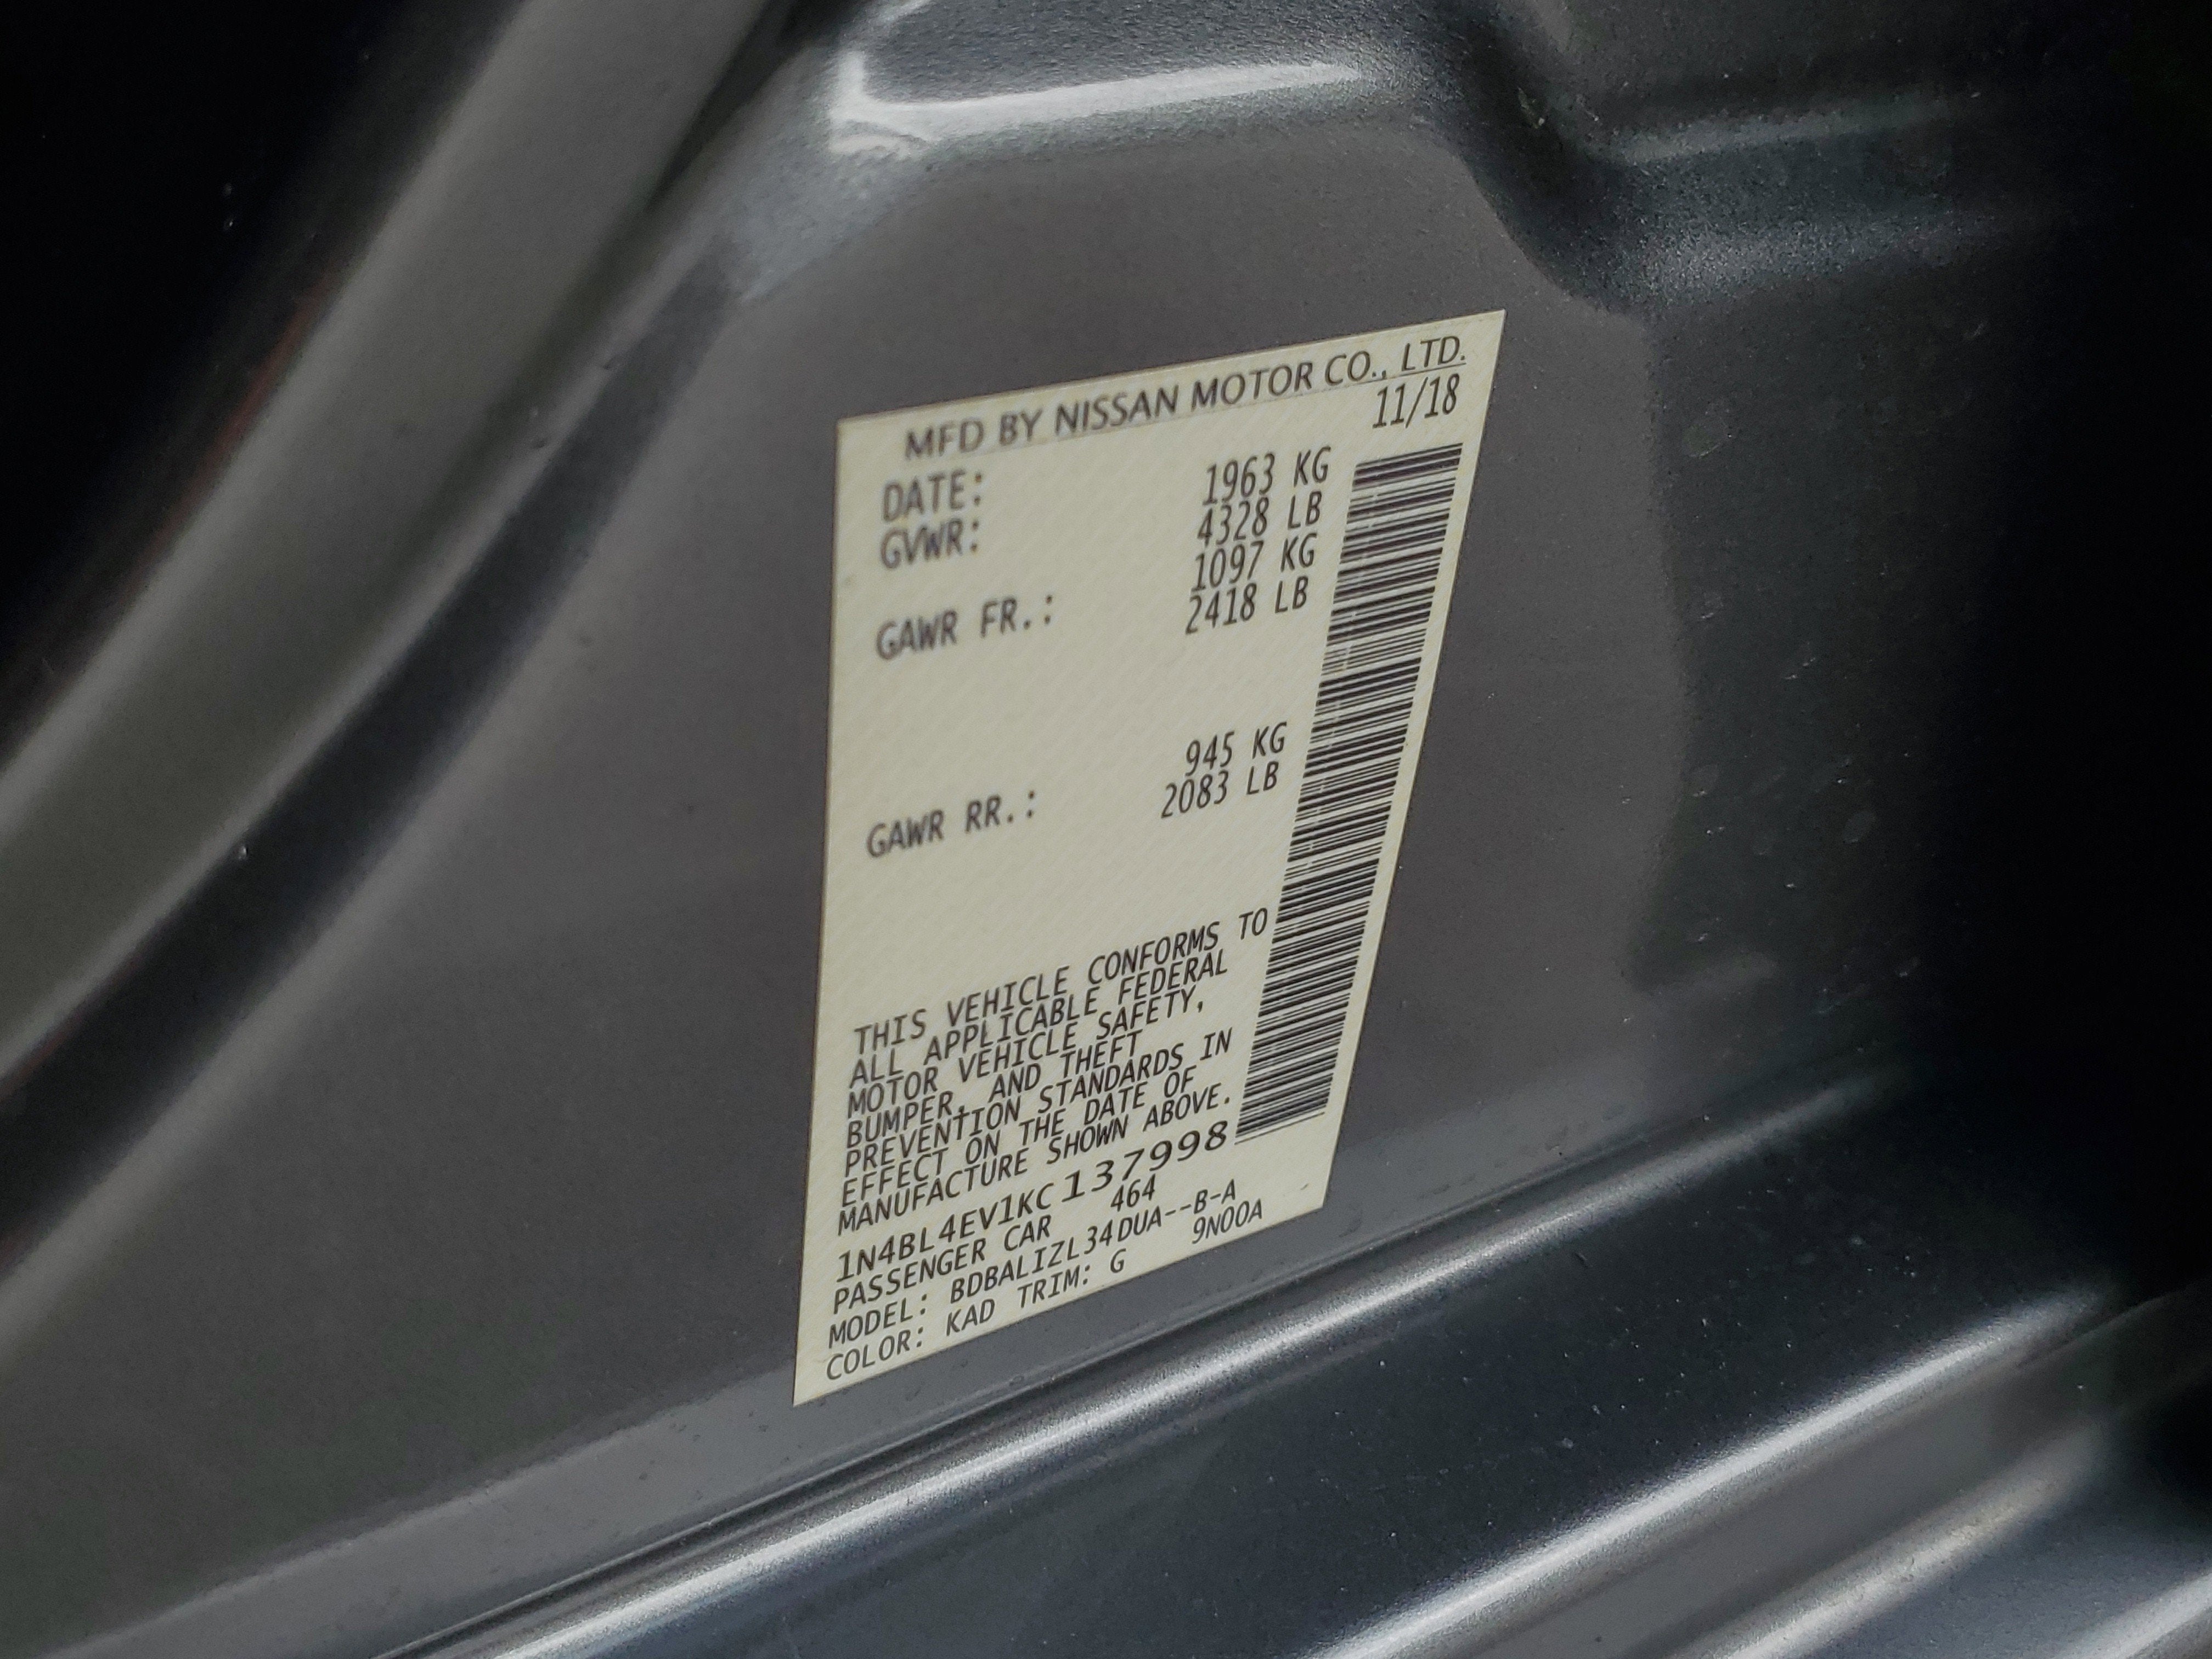 MFD BY NISSAN MOTOR CO., LTD.
DATE: 11/18
GVWR: 1963 KG
4328 LB
GAWR FR.: 1097 KG
2418 LB
GAWR RR.: 945 KG
2083 LB
THIS VEHICLE CONFORMS TO
ALL APPLICABLE FEDERAL
MOTOR VEHICLE SAFETY,
BUMPER, AND THEFT
PREVENTION STANDARDS IN
EFFECT ON THE DATE OF
MANUFACTURE SHOWN ABOVE.
1N4BL4EV1KC137998
PASSENGER CAR 464
MODEL: BDBALIZL34DUA--B-A
COLOR: KAD TRIM: G 9N00A